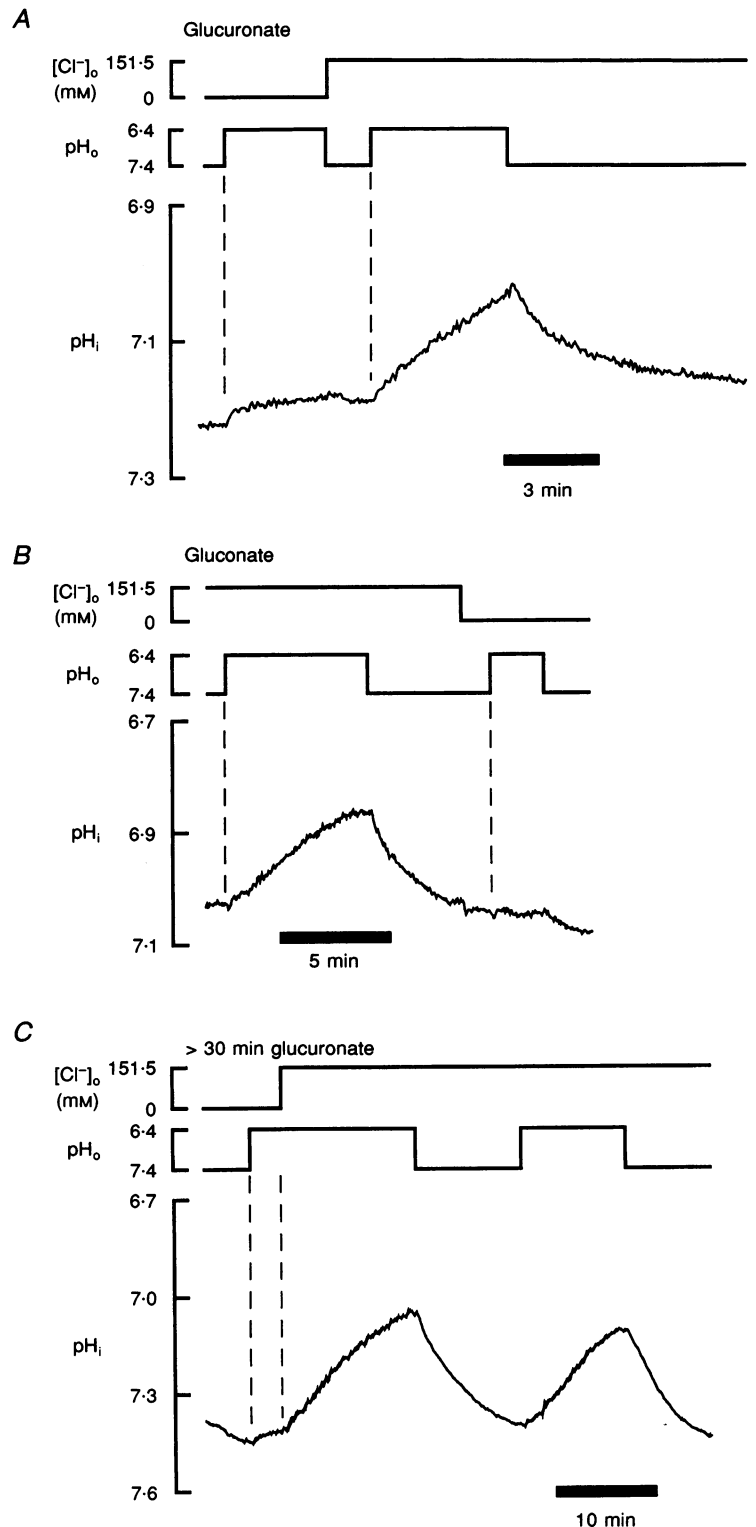 A
Glucuronate
[Cl⁻]ₒ 151·5
(mM) 0
6·4
pHₒ
7·4
6·9
7·1
pHᵢ
7·3
3 min
B
Gluconate
[Cl⁻]ₒ 151·5
(mM) 0
6·4
pHₒ
7·4
6·7
pHᵢ 6·9
7·1
5 min
C
> 30 min glucuronate
[Cl⁻]ₒ 151·5
(mM) 0
6·4
pHₒ
7·4
6·7
7·0
pHᵢ
7·3
7·6
10 min